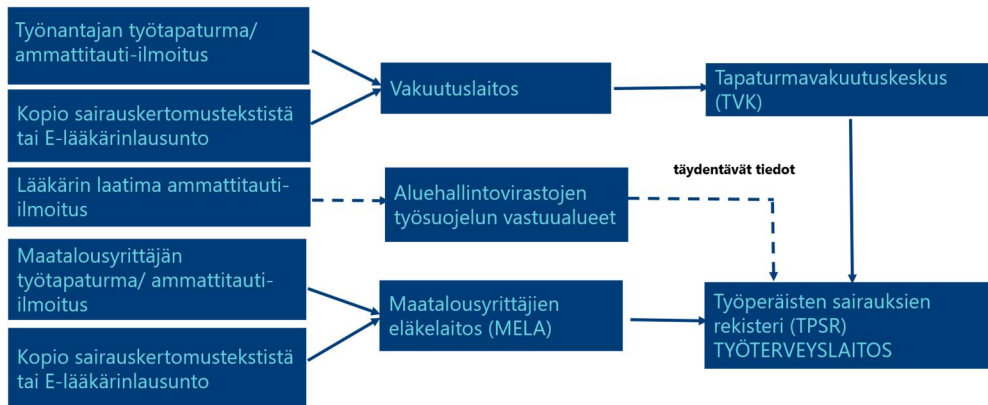 Työnantajan työtapaturma/
ammattitauti-ilmoitus
Kopio sairauskertomustekstistä
tai E-lääkärinlausunto
Vakuutuslaitos
Tapaturmavakuutuskeskus
(TVK)
Lääkärin laatima ammattitauti-
ilmoitus
Aluehallintovirastojen
työsuojelun vastuualueet
täydentävät tiedot
Maatalousyrittäjän
työtapaturma/ ammattitauti-
ilmoitus
Kopio sairauskertomustekstistä
tai E-lääkärinlausunto
Maatalousyrittäjien
eläkelaitos (MELA)
Työperäisten sairauksien
rekisteri (TPSR)
TYÖTERVEYSLAITOS